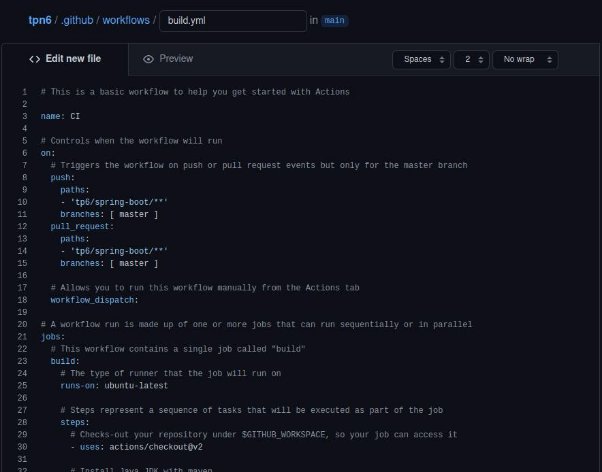 tpn6 / .github / workflows / build.yml in main
Edit new file Preview Spaces 2 No wrap
1 # This is a basic workflow to help you get started with Actions
2
3 name: CI
4
5 # Controls when the workflow will run
6 on:
7 # Triggers the workflow on push or pull request events but only for the master branch
8 push:
9 paths:
10 - 'tp6/spring-boot/**'
11 branches: [ master ]
12 pull_request:
13 paths:
14 - 'tp6/spring-boot/**'
15 branches: [ master ]
16
17 # Allows you to run this workflow manually from the Actions tab
18 workflow_dispatch:
19
20 # A workflow run is made up of one or more jobs that can run sequentially or in parallel
21 jobs:
22 # This workflow contains a single job called "build"
23 build:
24 # The type of runner that the job will run on
25 runs-on: ubuntu-latest
26
27 # Steps represent a sequence of tasks that will be executed as part of the job
28 steps:
29 # Checks-out your repository under $GITHUB_WORKSPACE, so your job can access it
30 - uses: actions/checkout@v2
31
32 # Install Java JDK with maven